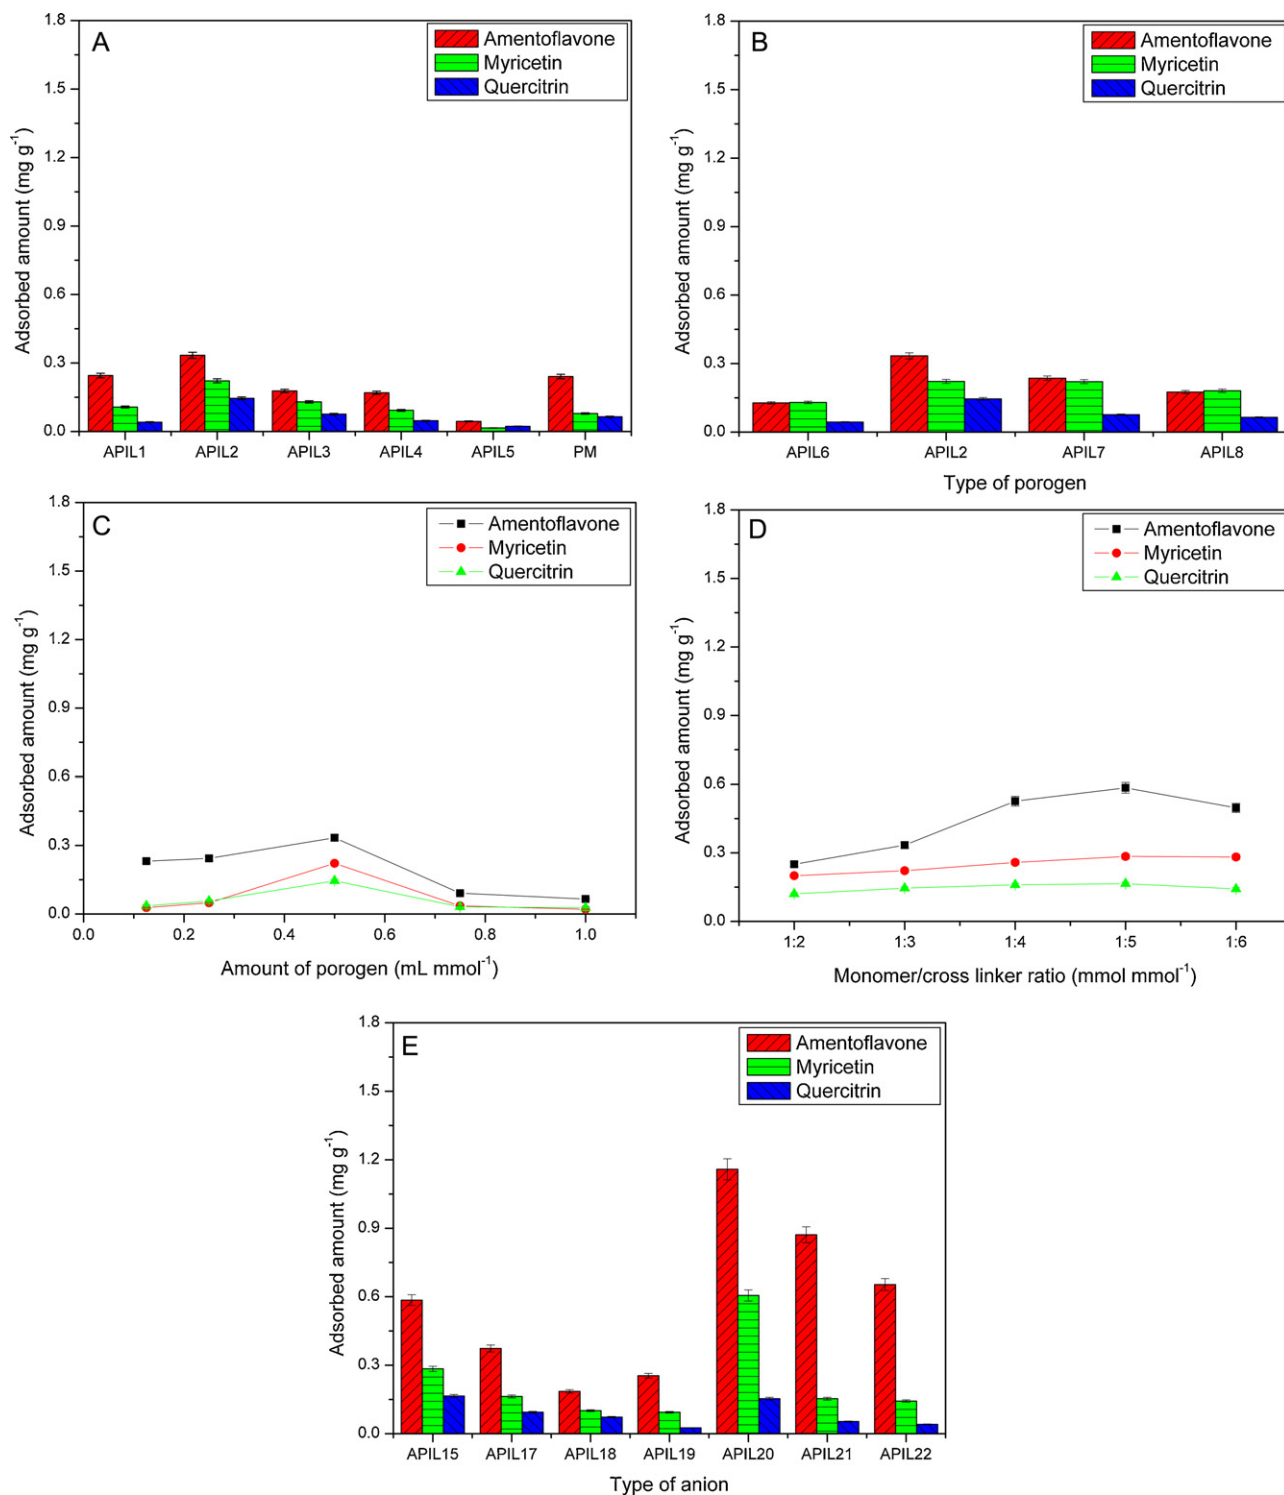 A
Amentoflavone
Myricetin
Quercitrin
Adsorbed amount (mg g⁻¹)
1.8
1.5
1.2
0.9
0.6
0.3
0.0
APIL1 APIL2 APIL3 APIL4 APIL5 PM
B
Amentoflavone
Myricetin
Quercitrin
Adsorbed amount (mg g⁻¹)
1.8
1.5
1.2
0.9
0.6
0.3
0.0
APIL6 APIL2 APIL7 APIL8
Type of porogen
C
Amentoflavone
Myricetin
Quercitrin
Adsorbed amount (mg g⁻¹)
1.8
1.5
1.2
0.9
0.6
0.3
0.0
0.0 0.2 0.4 0.6 0.8 1.0
Amount of porogen (mL mmol⁻¹)
D
Amentoflavone
Myricetin
Quercitrin
Adsorbed amount (mg g⁻¹)
1.8
1.5
1.2
0.9
0.6
0.3
0.0
1:2 1:3 1:4 1:5 1:6
Monomer/cross linker ratio (mmol mmol⁻¹)
E
Amentoflavone
Myricetin
Quercitrin
Adsorbed amount (mg g⁻¹)
1.8
1.5
1.2
0.9
0.6
0.3
0.0
APIL15 APIL17 APIL18 APIL19 APIL20 APIL21 APIL22
Type of anion